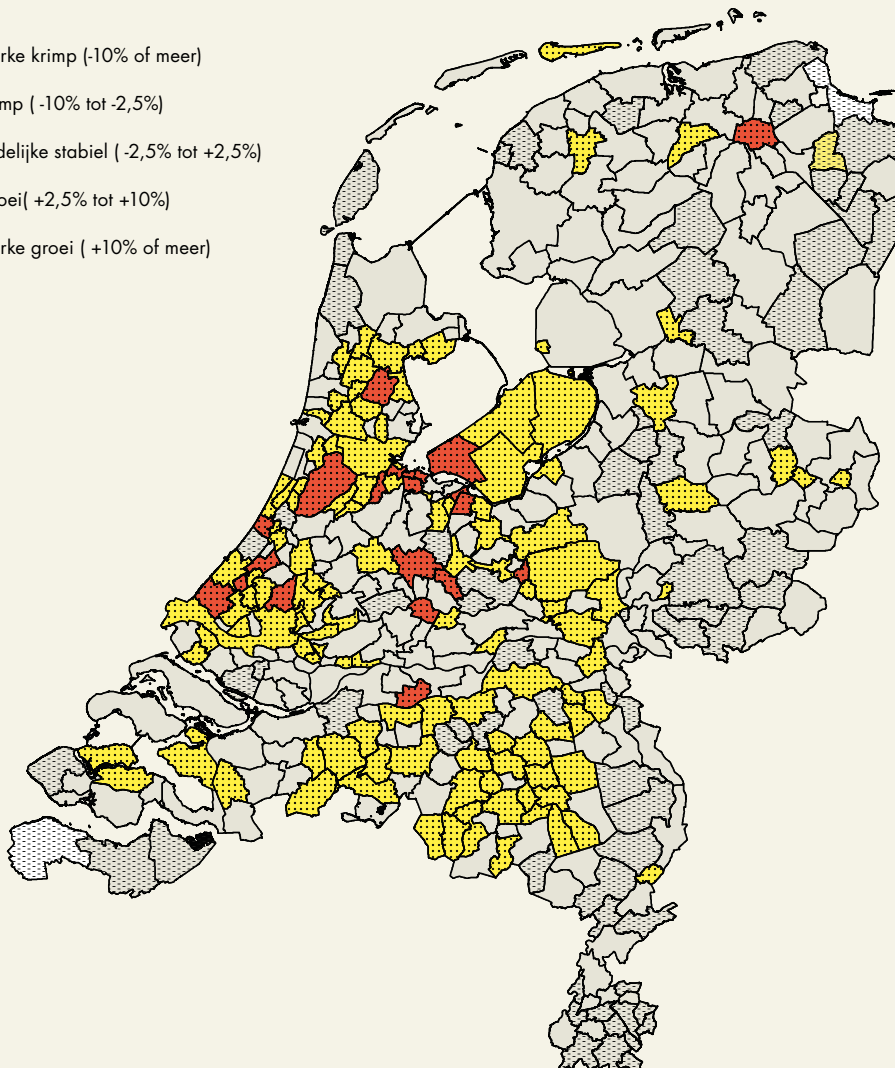 rke krimp (-10% of meer)
mp ( -10% tot -2,5%)
delijke stabiel ( -2,5% tot +2,5%)
oei( +2,5% tot +10%)
rke groei ( +10% of meer)